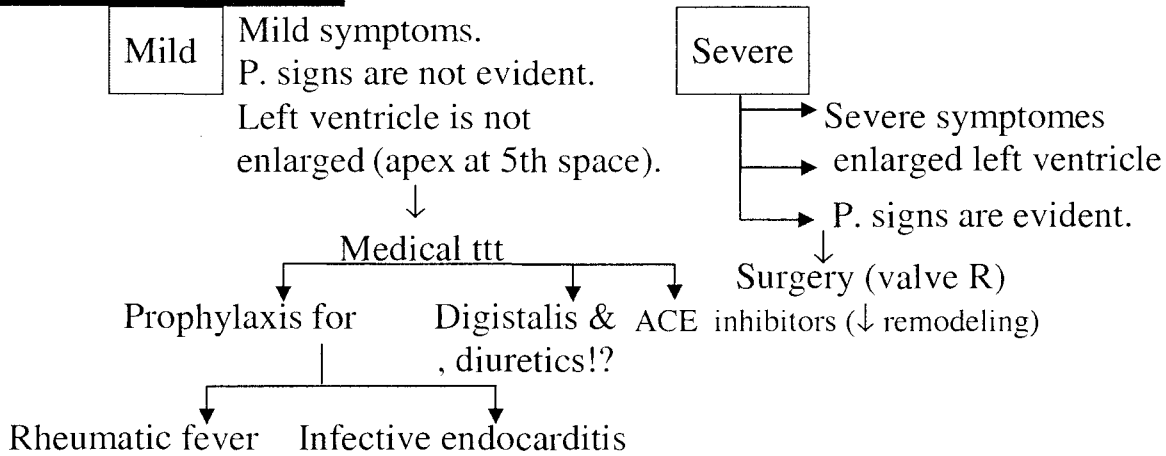 Mild
Mild symptoms.
P. signs are not evident.
Left ventricle is not
enlarged (apex at 5th space).
↓
Medical ttt
Prophylaxis for
Digistalis &
, diuretics!?
ACE inhibitors (↓ remodeling)
Rheumatic fever
Infective endocarditis
Severe
Severe symptomes
enlarged left ventricle
P. signs are evident.
↓
Surgery (valve R)